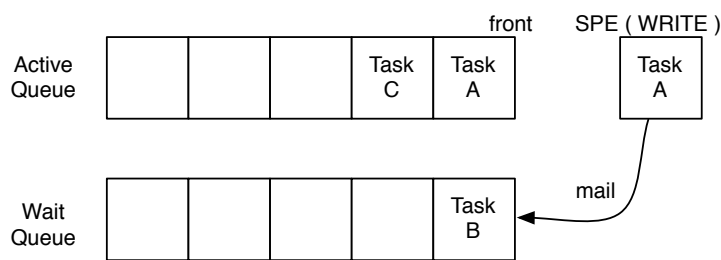 front SPE ( WRITE )
Active
Queue
Task
C
Task
A
Task
A
mail
Wait
Queue
Task
B